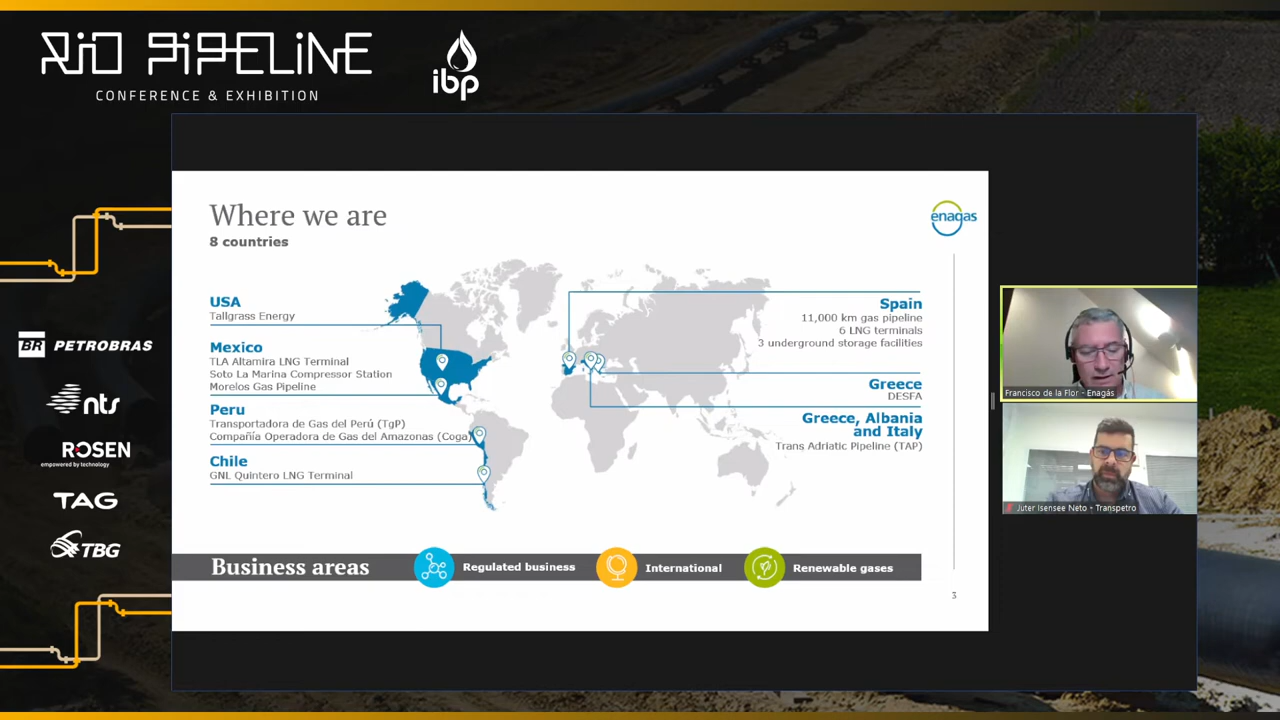 RIO PIPELINE
CONFERENCE & EXHIBITION
ibp
Where we are
8 countries
enagas
USA
Tallgrass Energy
Mexico
TLA Altamira LNG Terminal
Soto La Marina Compressor Station
Morelos Gas Pipeline
Peru
Transportadora de Gas del Perú (TgP)
Compañía Operadora de Gas del Amazonas (Coga)
Chile
GNL Quintero LNG Terminal
Spain
11,000 km gas pipeline
6 LNG terminals
3 underground storage facilities
Greece
DESFA
Greece, Albania
and Italy
Trans Adriatic Pipeline (TAP)
Business areas
Regulated business
International
Renewable gases
3
BR PETROBRAS
nts
ROSEN
empowered by technology
TAG
TBG
Francisco de la Flor - Enagás
Juter Isensee Neto - Transpetro